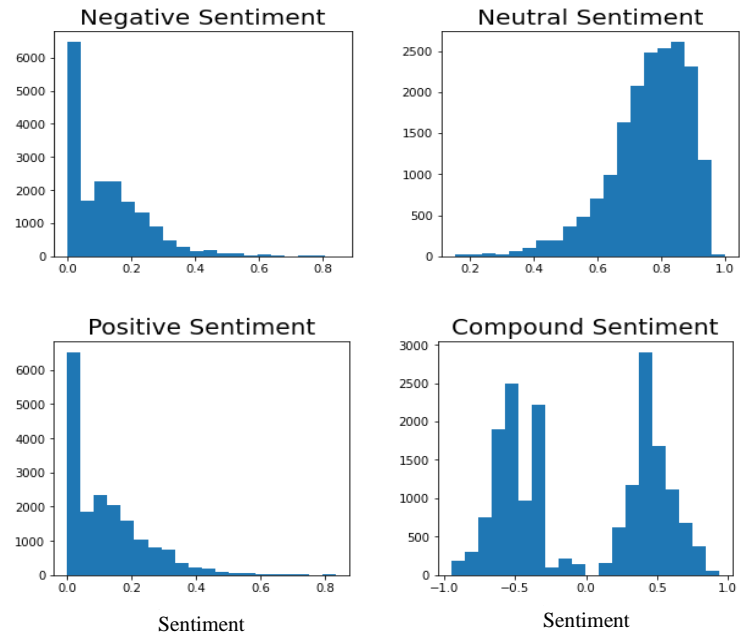 Negative Sentiment
6000
5000
4000
3000
2000
1000
0
0.0 0.2 0.4 0.6 0.8
Neutral Sentiment
2500
2000
1500
1000
500
0
0.2 0.4 0.6 0.8 1.0
Positive Sentiment
6000
5000
4000
3000
2000
1000
0
0.0 0.2 0.4 0.6 0.8
Sentiment
Compound Sentiment
3000
2500
2000
1500
1000
500
0
−1.0 −0.5 0.0 0.5 1.0
Sentiment